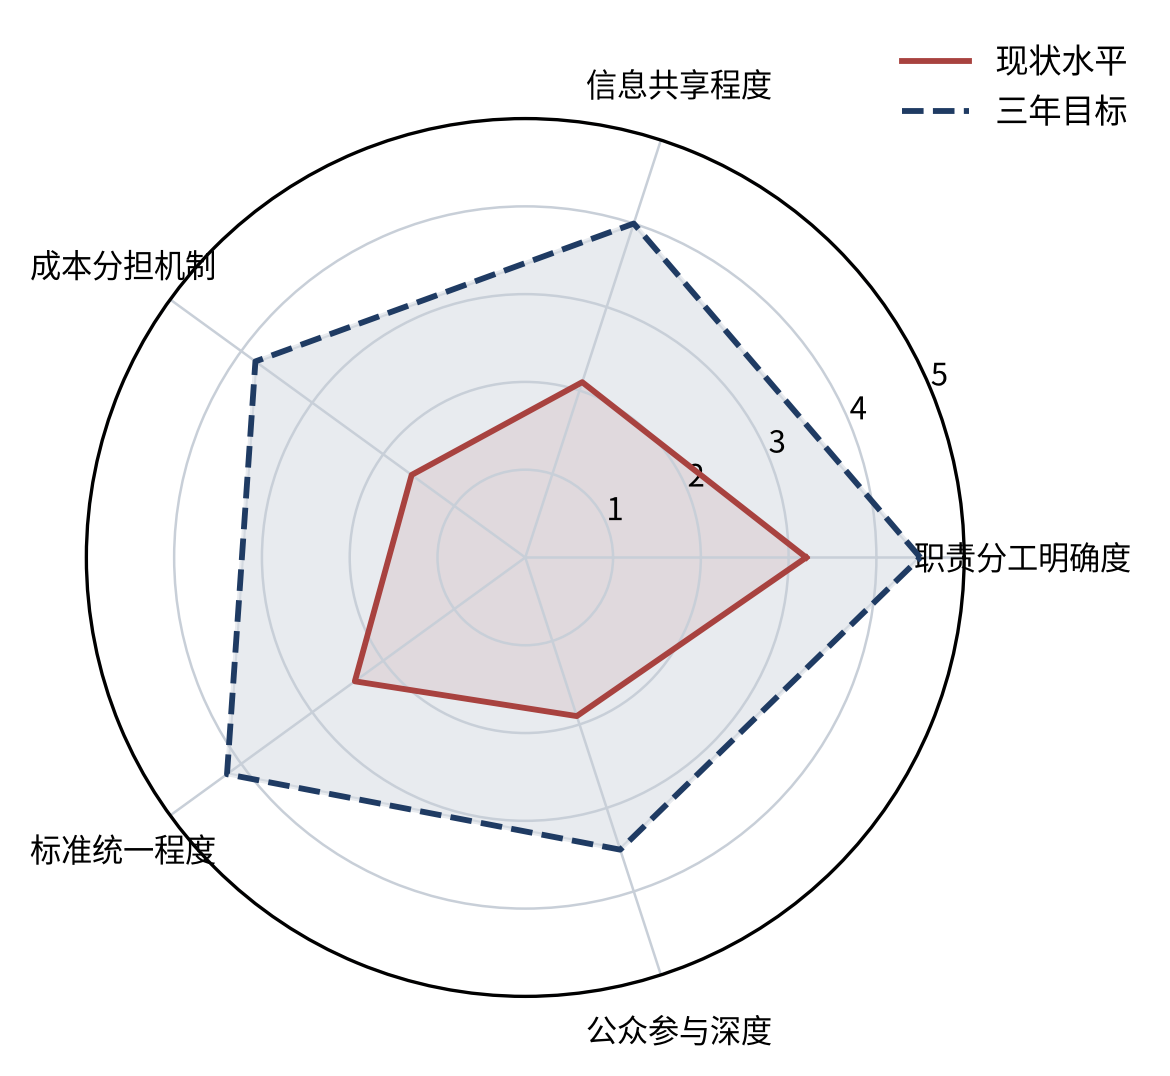 现状水平
三年目标
信息共享程度
成本分担机制
5
4
3
2
1
职责分工明确度
标准统一程度
公众参与深度